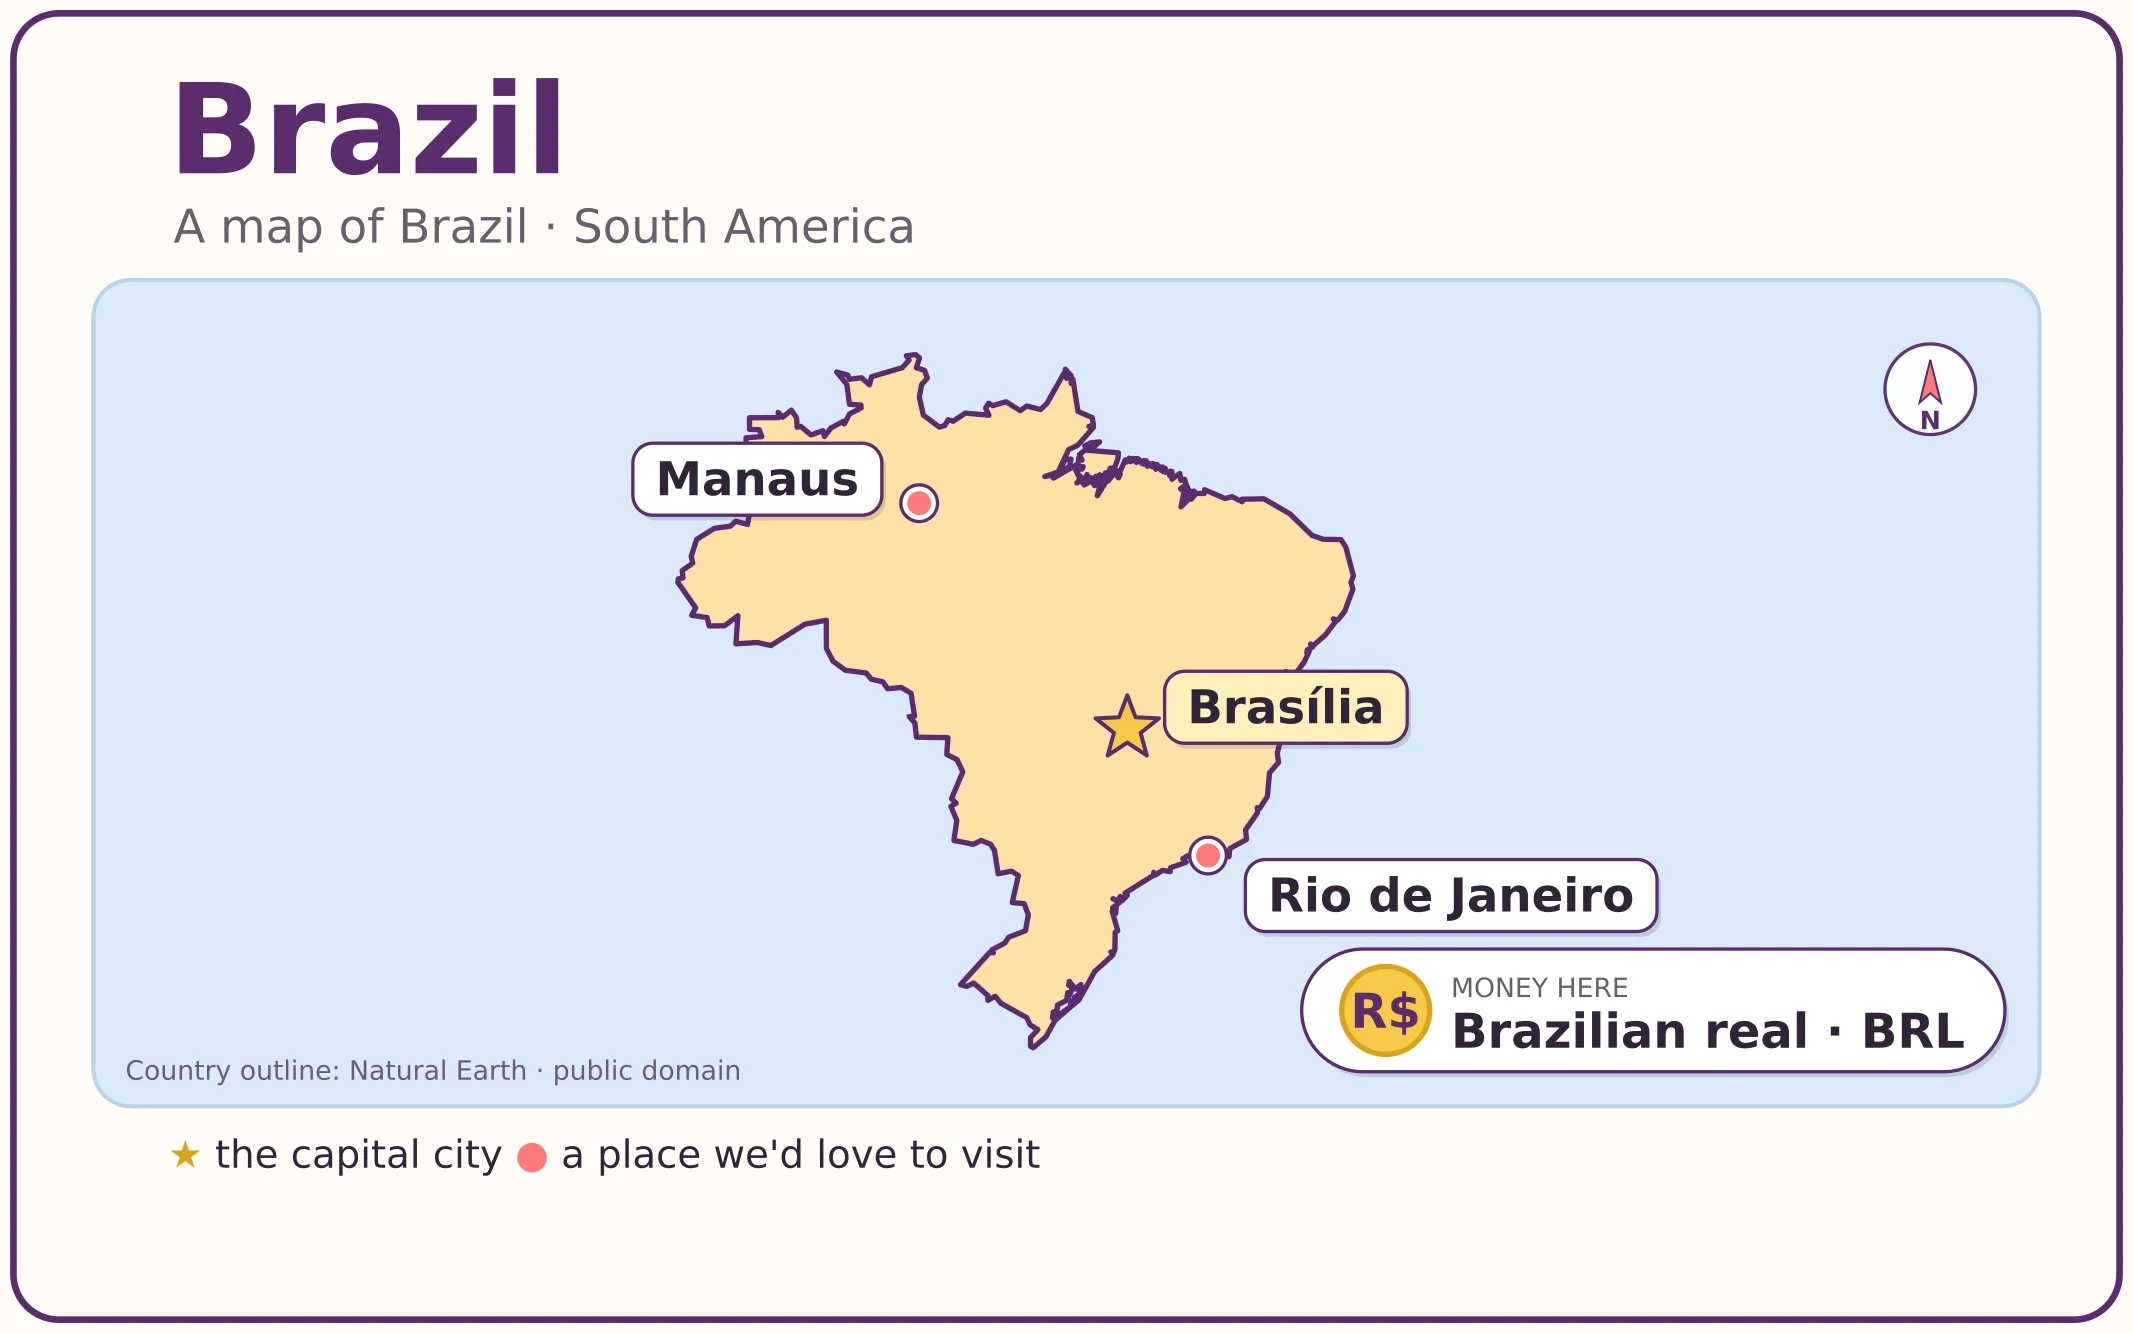 Brazil
A map of Brazil · South America
N
Manaus
Brasília
Rio de Janeiro
R$
MONEY HERE
Brazilian real · BRL
Country outline: Natural Earth · public domain
★ the capital city ● a place we'd love to visit